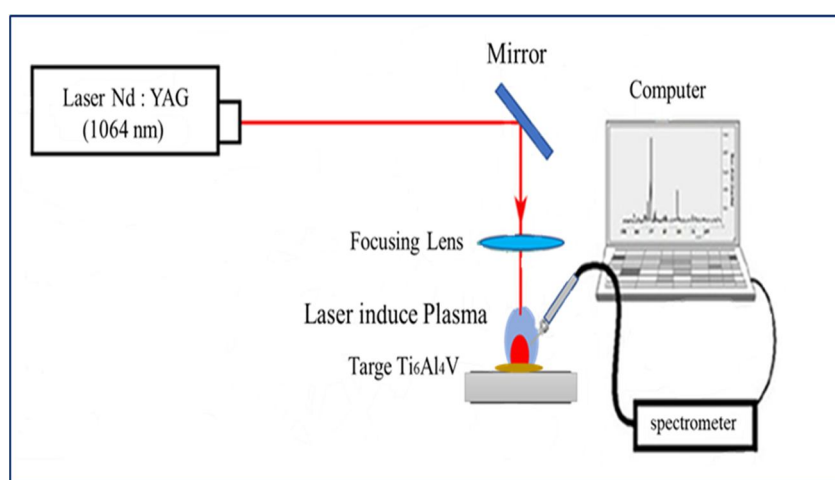 Mirror
Laser Nd : YAG
(1064 nm)
Computer
Focusing Lens
Laser induce Plasma
Targe Ti₆Al₄V
spectrometer